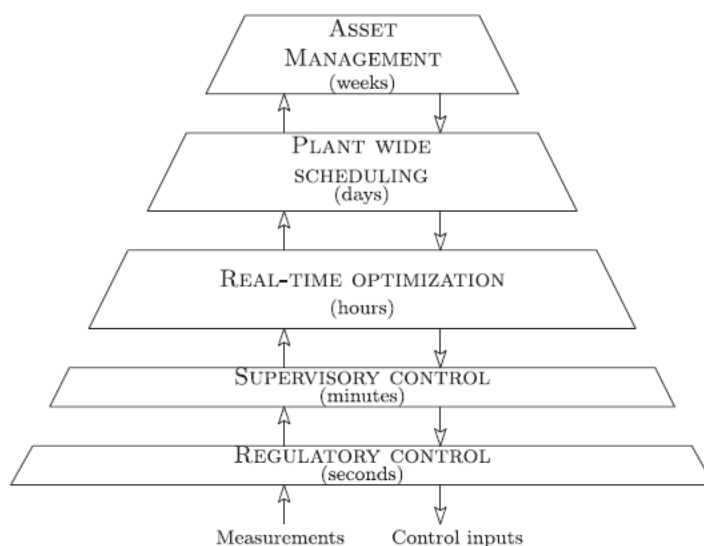 ASSET
MANAGEMENT
(weeks)
PLANT WIDE
SCHEDULING
(days)
REAL-TIME OPTIMIZATION
(hours)
SUPERVISORY CONTROL
(minutes)
REGULATORY CONTROL
(seconds)
Measurements Control inputs